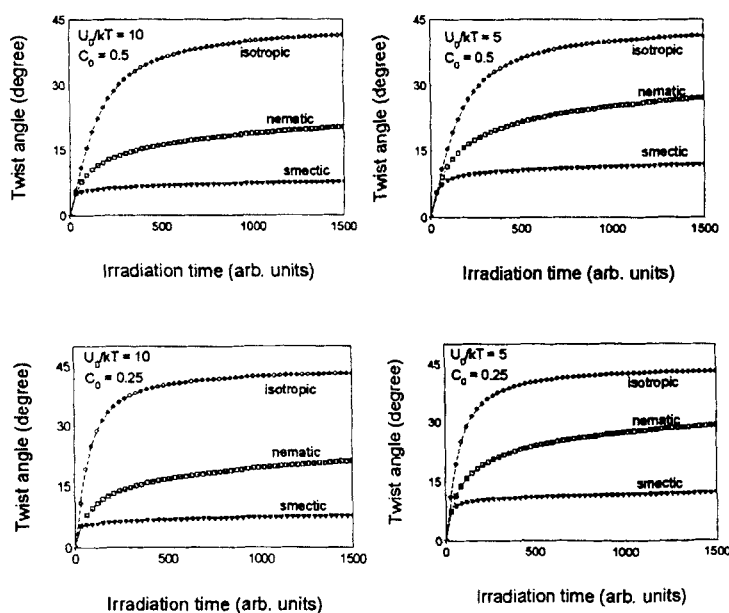 45
30
15
0
Twist angle (degree)
U₀/kT = 10
C₀ = 0.5
isotropic
nematic
smectic
0 500 1000 1500
Irradiation time (arb. units)
45
30
15
0
Twist angle (degree)
U₀/kT = 5
C₀ = 0.5
isotropic
nematic
smectic
0 500 1000 1500
Irradiation time (arb. units)
45
30
15
0
Twist angle (degree)
U₀/kT = 10
C₀ = 0.25
isotropic
nematic
smectic
0 500 1000 1500
Irradiation time (arb. units)
45
30
15
0
Twist angle (degree)
U₀/kT = 5
C₀ = 0.25
isotropic
nematic
smectic
0 500 1000 1500
Irradiation time (arb. units)